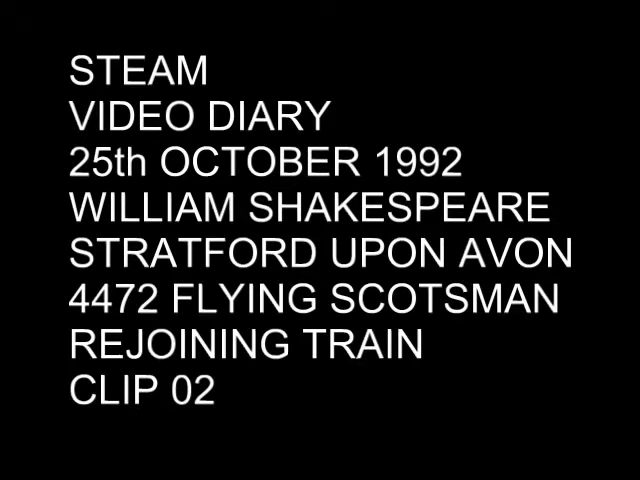 STEAM
VIDEO DIARY
25th OCTOBER 1992
WILLIAM SHAKESPEARE
STRATFORD UPON AVON
4472 FLYING SCOTSMAN
REJOINING TRAIN
CLIP 02